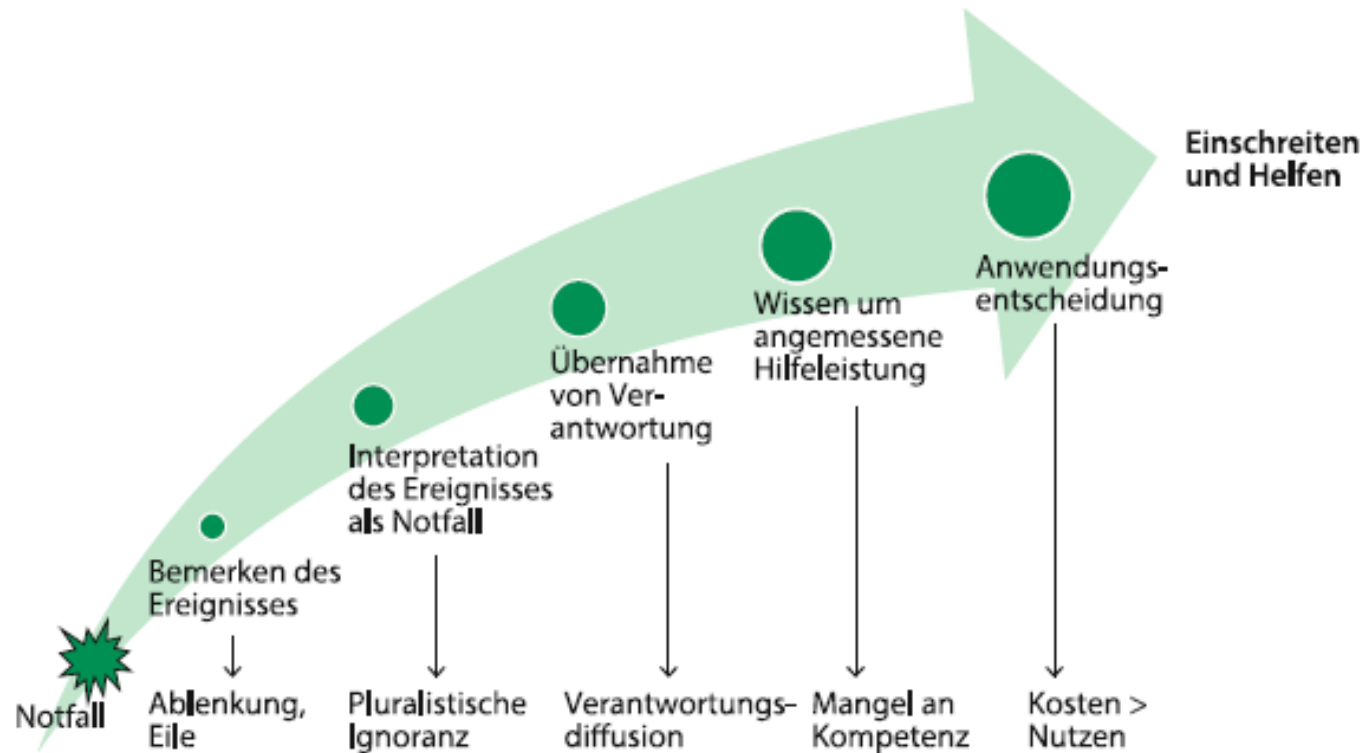 Einschreiten
und Helfen
Anwendungs-
entscheidung
Wissen um
angemessene
Hilfeleistung
Übernahme
von Ver-
antwortung
Interpretation
des Ereignisses
als Notfall
Bemerken des
Ereignisses
Notfall
Ablenkung,
Eile
Pluralistische
Ignoranz
Verantwortungs-
diffusion
Mangel an
Kompetenz
Kosten >
Nutzen